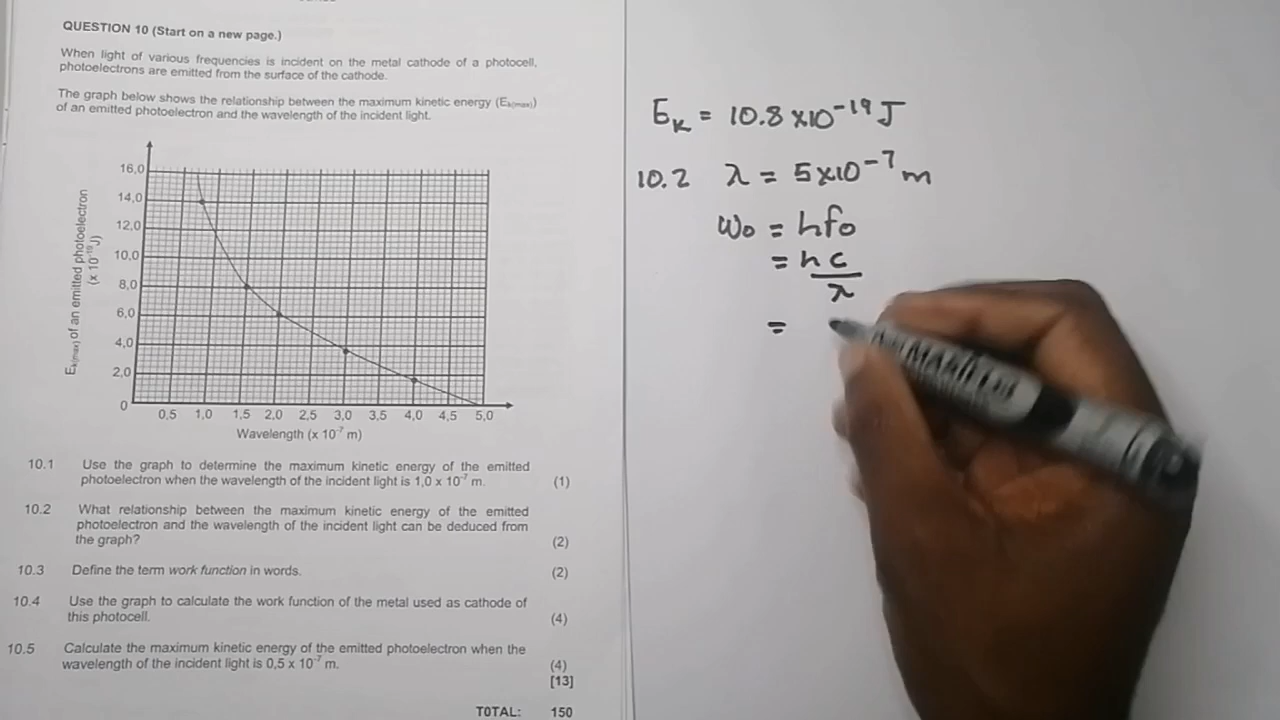 QUESTION 10 (Start on a new page.)
When light of various frequencies is incident on the metal cathode of a photocell,
photoelectrons are emitted from the surface of the cathode.
The graph below shows the relationship between the maximum kinetic energy (Ek(max))
of an emitted photoelectron and the wavelength of the incident light.
16,0
14,0
12,0
10,0
8,0
6,0
4,0
2,0
0
Ek(max) of an emitted photoelectron
(x 10⁻¹⁹ J)
0,5 1,0 1,5 2,0 2,5 3,0 3,5 4,0 4,5 5,0
Wavelength (x 10⁻⁷ m)
10.1 Use the graph to determine the maximum kinetic energy of the emitted
photoelectron when the wavelength of the incident light is 1,0 x 10⁻⁷ m. (1)
10.2 What relationship between the maximum kinetic energy of the emitted
photoelectron and the wavelength of the incident light can be deduced from
the graph? (2)
10.3 Define the term work function in words. (2)
10.4 Use the graph to calculate the work function of the metal used as cathode of
this photocell. (4)
10.5 Calculate the maximum kinetic energy of the emitted photoelectron when the
wavelength of the incident light is 0,5 x 10⁻⁷ m. (4)
[13]
TOTAL: 150
EK = 10.8 x10⁻¹⁹ J
10.2 λ = 5x10⁻⁷ m
W0 = hf0
= h c
λ
=